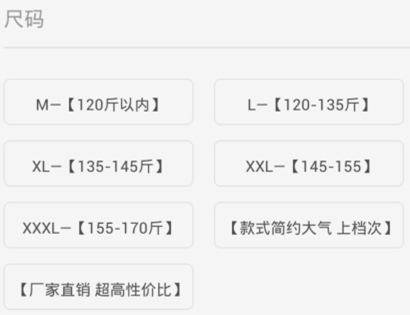 尺码
M—【120斤以内】
L—【120-135斤】
XL—【135-145斤】
XXL—【145-155】
XXXL—【155-170斤】
【款式简约大气 上档次】
【厂家直销 超高性价比】